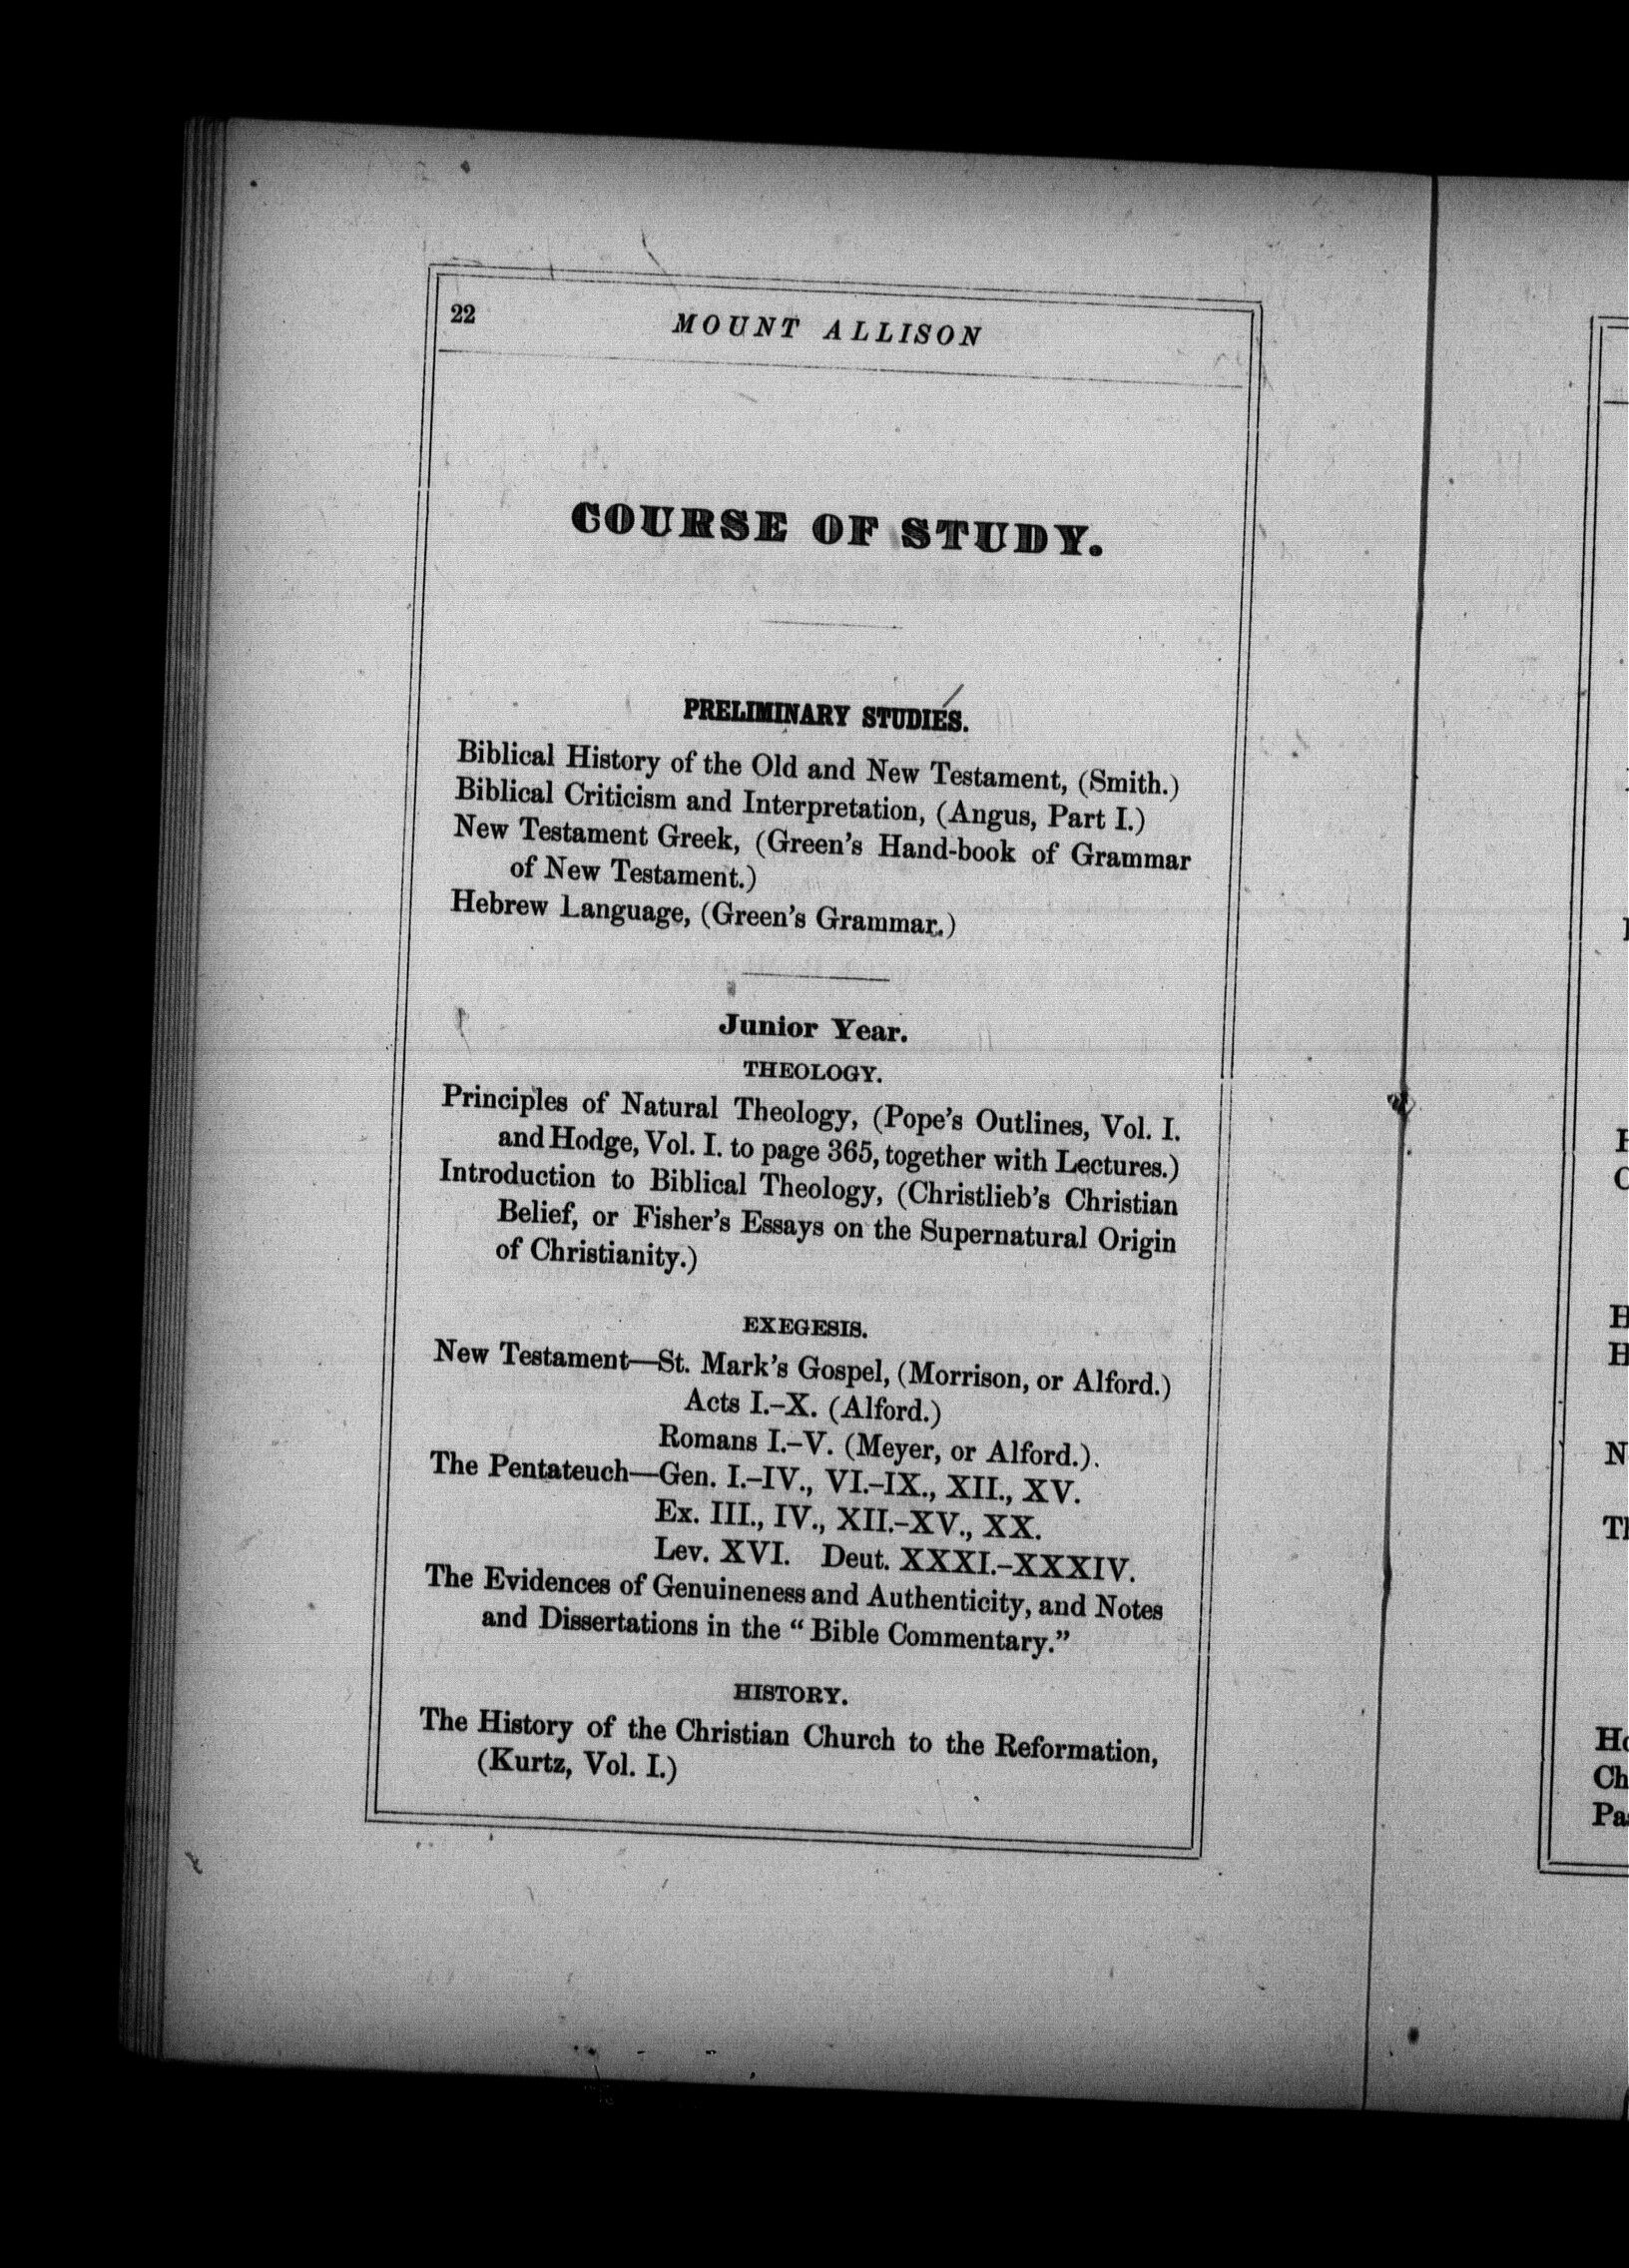 22 MOUNT ALLISON
COURSE OF STUDY.
PRELIMINARY STUDIES.
Biblical History of the Old and New Testament, (Smith.)
Biblical Criticism and Interpretation, (Angus, Part I.)
New Testament Greek, (Green's Hand-book of Grammar
of New Testament.)
Hebrew Language, (Green's Grammar.)
Junior Year.
THEOLOGY.
Principles of Natural Theology, (Pope's Outlines, Vol. I.
and Hodge, Vol. I. to page 365, together with Lectures.)
Introduction to Biblical Theology, (Christlieb's Christian
Belief, or Fisher's Essays on the Supernatural Origin
of Christianity.)
EXEGESIS.
New Testament—St. Mark's Gospel, (Morrison, or Alford.)
Acts I.-X. (Alford.)
Romans I.-V. (Meyer, or Alford.).
The Pentateuch—Gen. I.-IV., VI.-IX., XII., XV.
Ex. III., IV., XII.-XV., XX.
Lev. XVI. Deut. XXXI.-XXXIV.
The Evidences of Genuineness and Authenticity, and Notes
and Dissertations in the "Bible Commentary."
HISTORY.
The History of the Christian Church to the Reformation,
(Kurtz, Vol. I.)